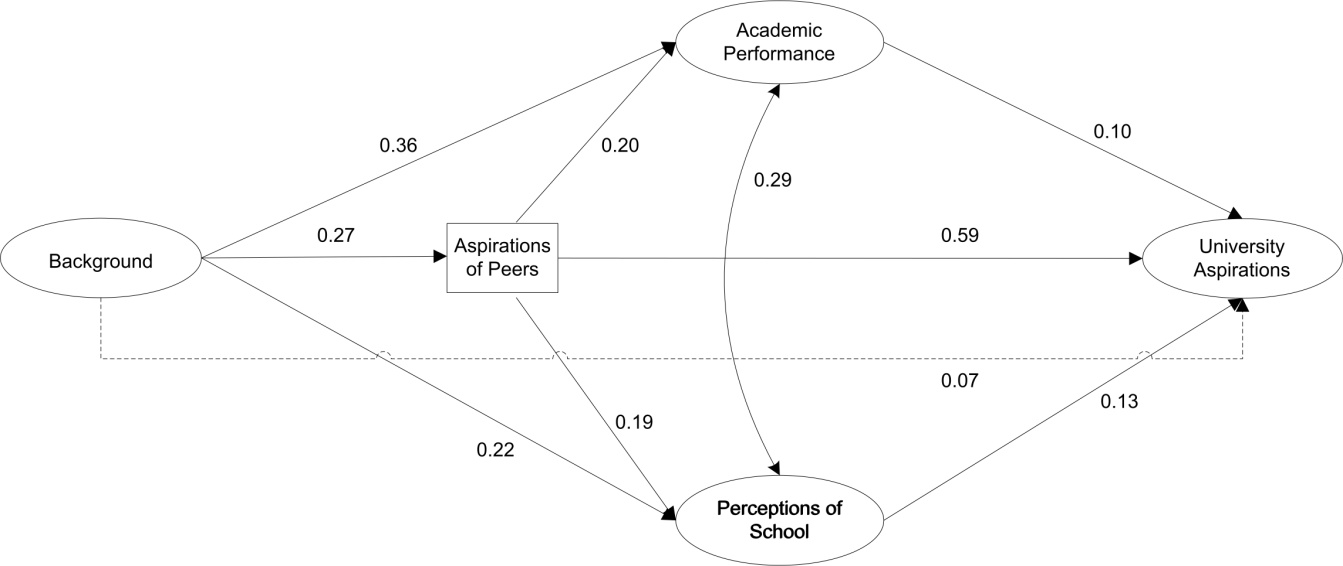 Academic
Performance
0.36
0.20
0.10
0.29
Background
0.27
Aspirations
of Peers
0.59
University
Aspirations
0.07
0.13
0.19
0.22
Perceptions of
School